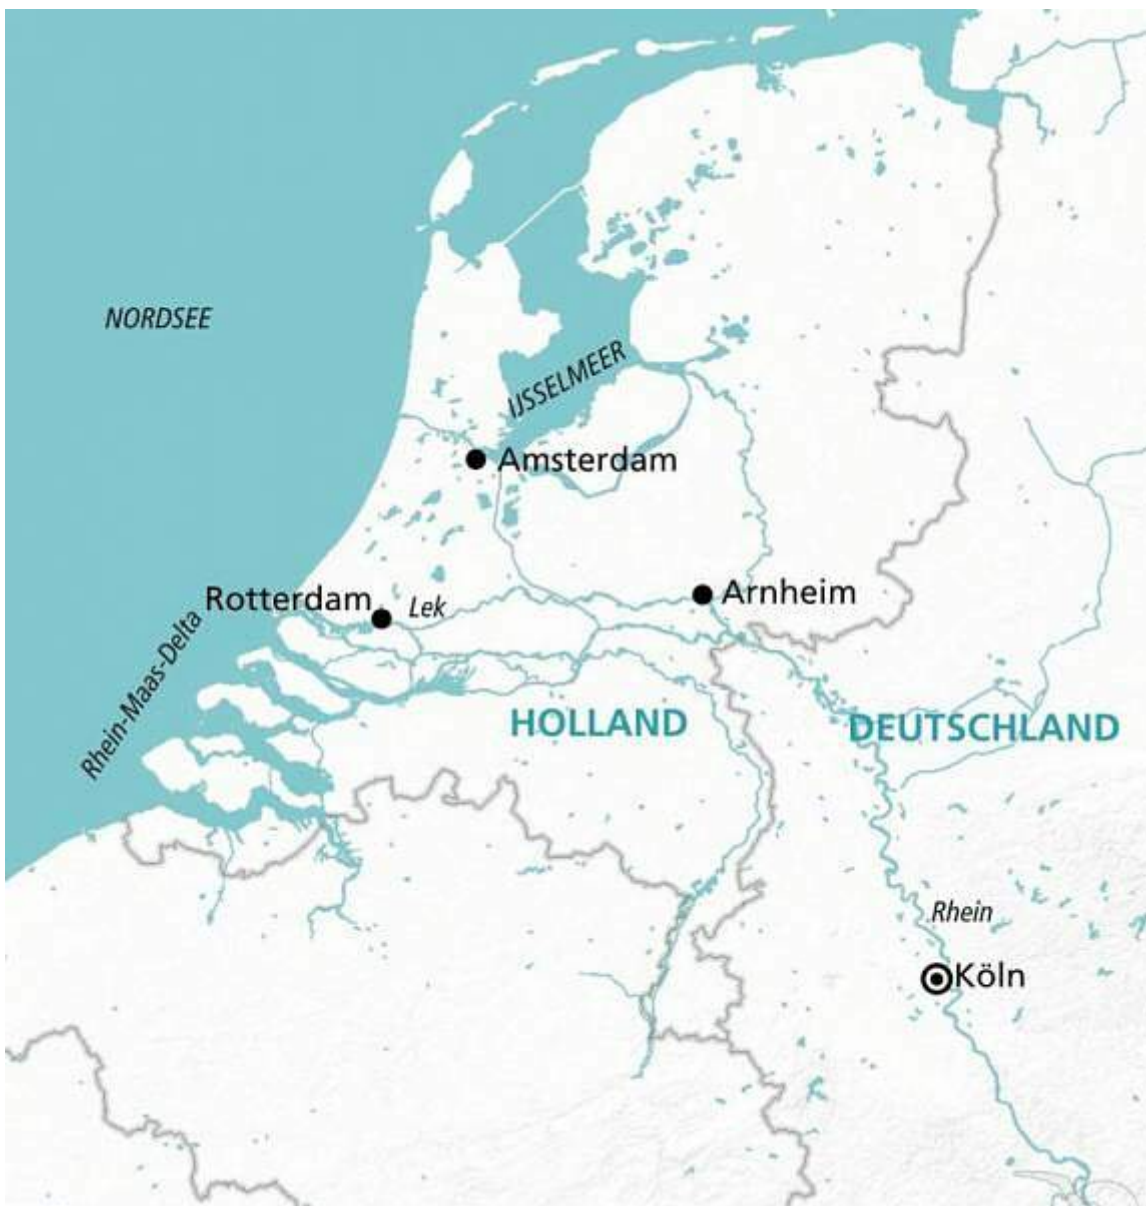 NORDSEE
IJSSELMEER
Amsterdam
Rotterdam
Lek
Arnheim
Rhein-Maas-Delta
HOLLAND
DEUTSCHLAND
Rhein
Köln